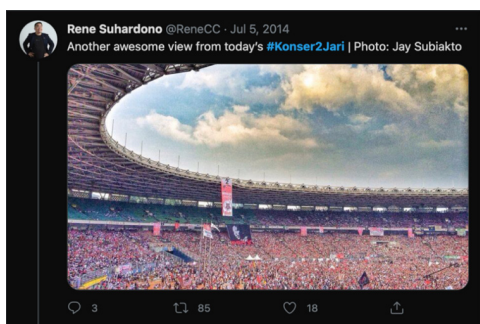 Rene Suhardono @ReneCC · Jul 5, 2014
Another awesome view from today's #Konser2Jari | Photo: Jay Subiakto
3 85 18